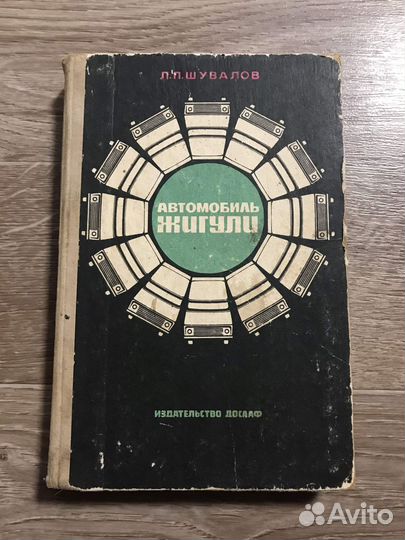 Л.П.ШУВАЛОВ
АВТОМОБИЛЬ
ЖИГУЛИ
ИЗДАТЕЛЬСТВО ДОСААФ
Avito